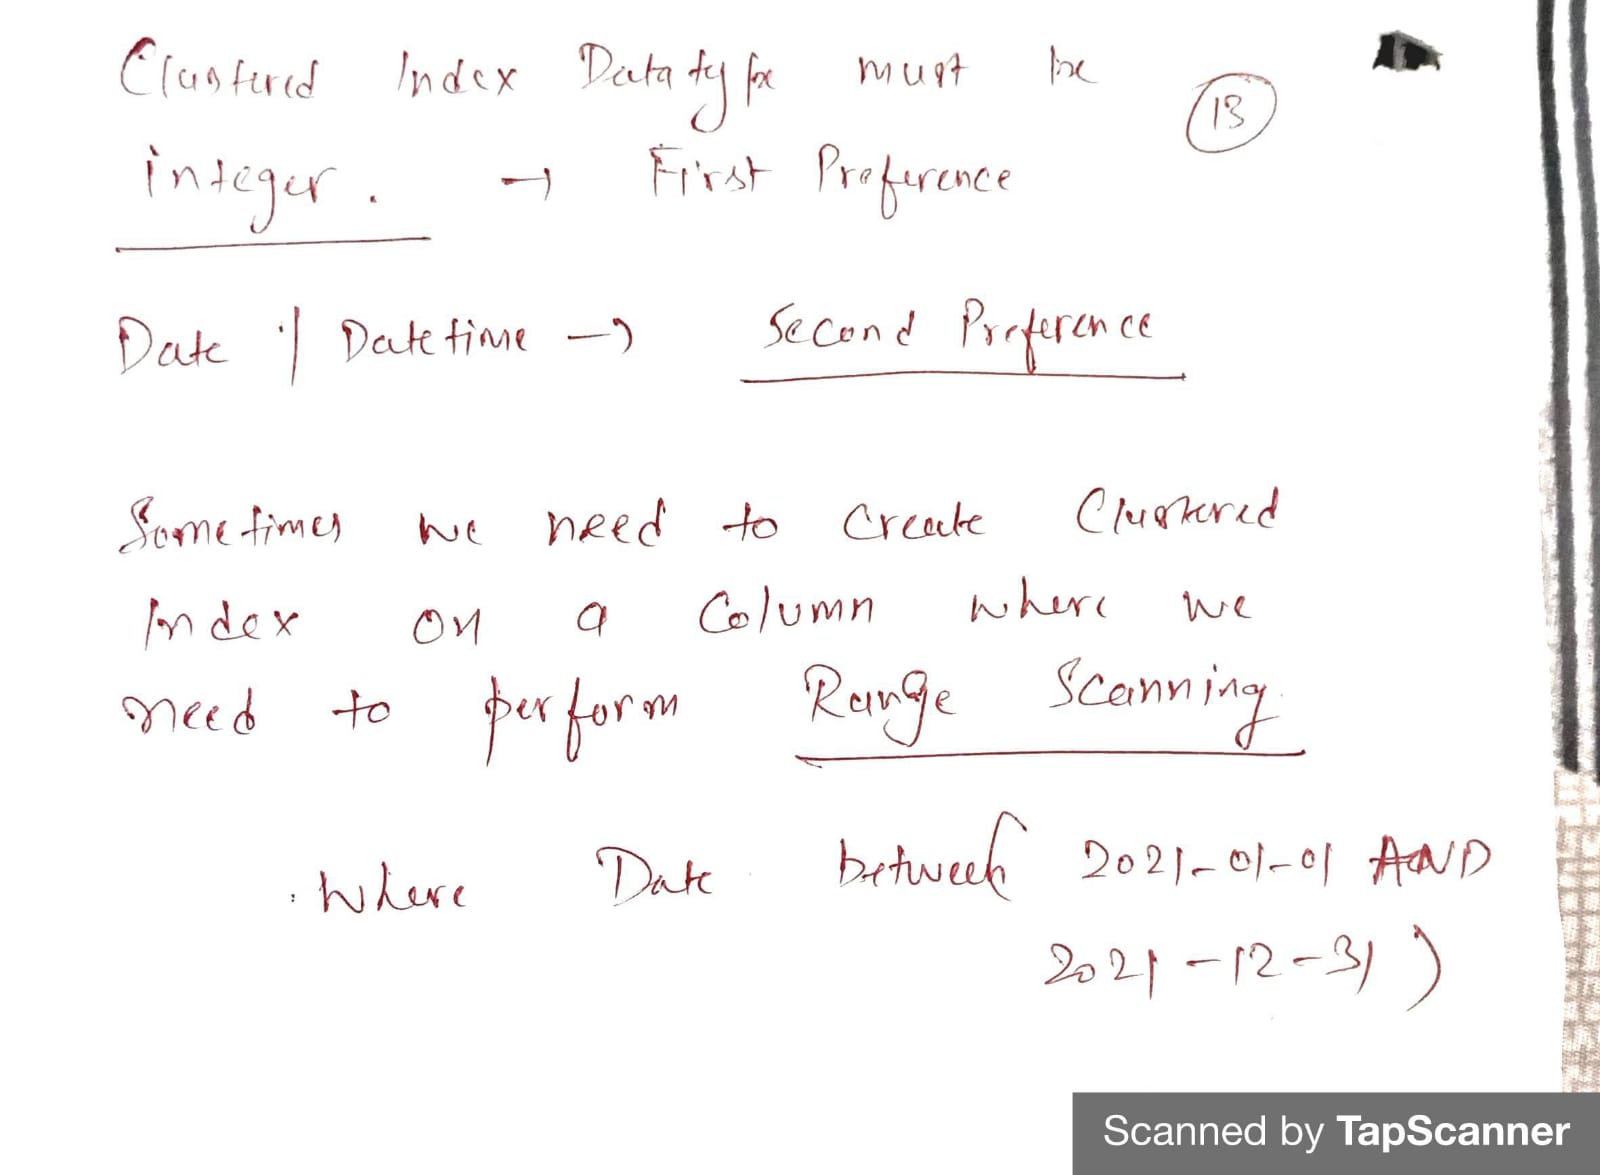 Clustered Index Datatype must be
13
integer. → First Preference
Date / Datetime → Second Preference
Sometimes we need to create Clustered
Index on a Column where we
need to perform Range Scanning.
where Date between ( 2021-01-01 AND
2021-12-31 )
Scanned by TapScanner